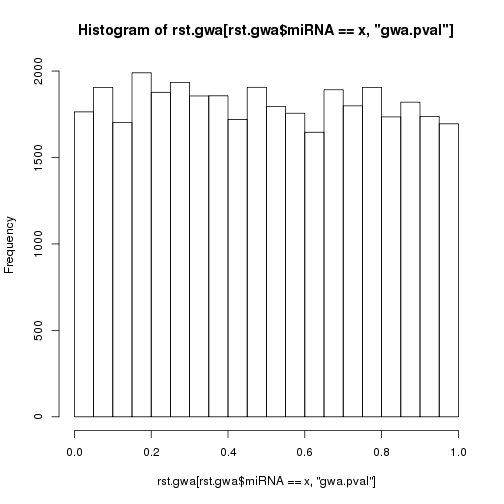 Histogram of rst.gwa[rst.gwa$miRNA == x, "gwa.pval"]
Frequency
2000
1500
1000
500
0
0.0 0.2 0.4 0.6 0.8 1.0
rst.gwa[rst.gwa$miRNA == x, "gwa.pval"]